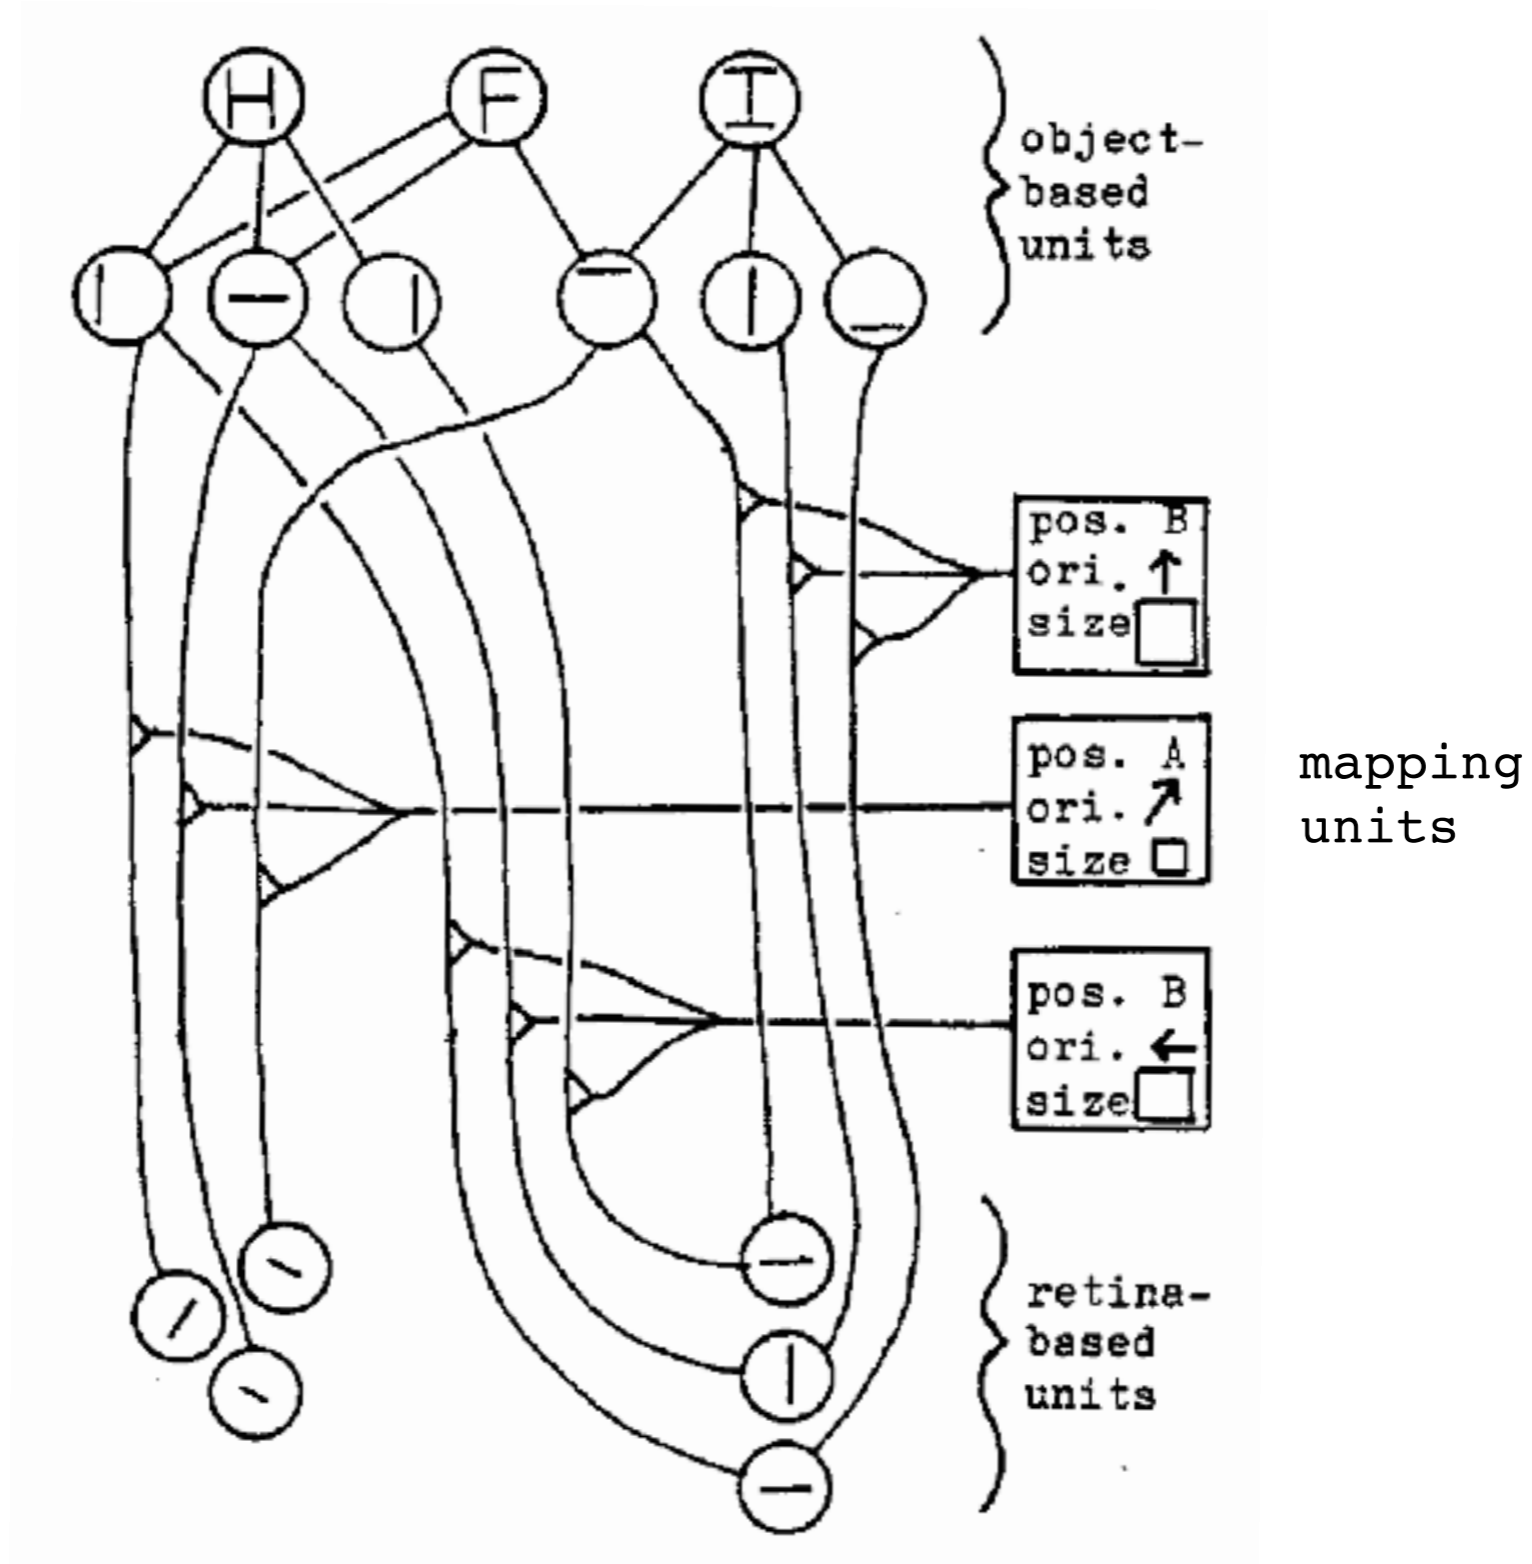 H F I
object-
based
units
pos. B
ori. ↑
size
pos. A
ori. ↗
size
mapping
units
pos. B
ori. ←
size
retina-
based
units